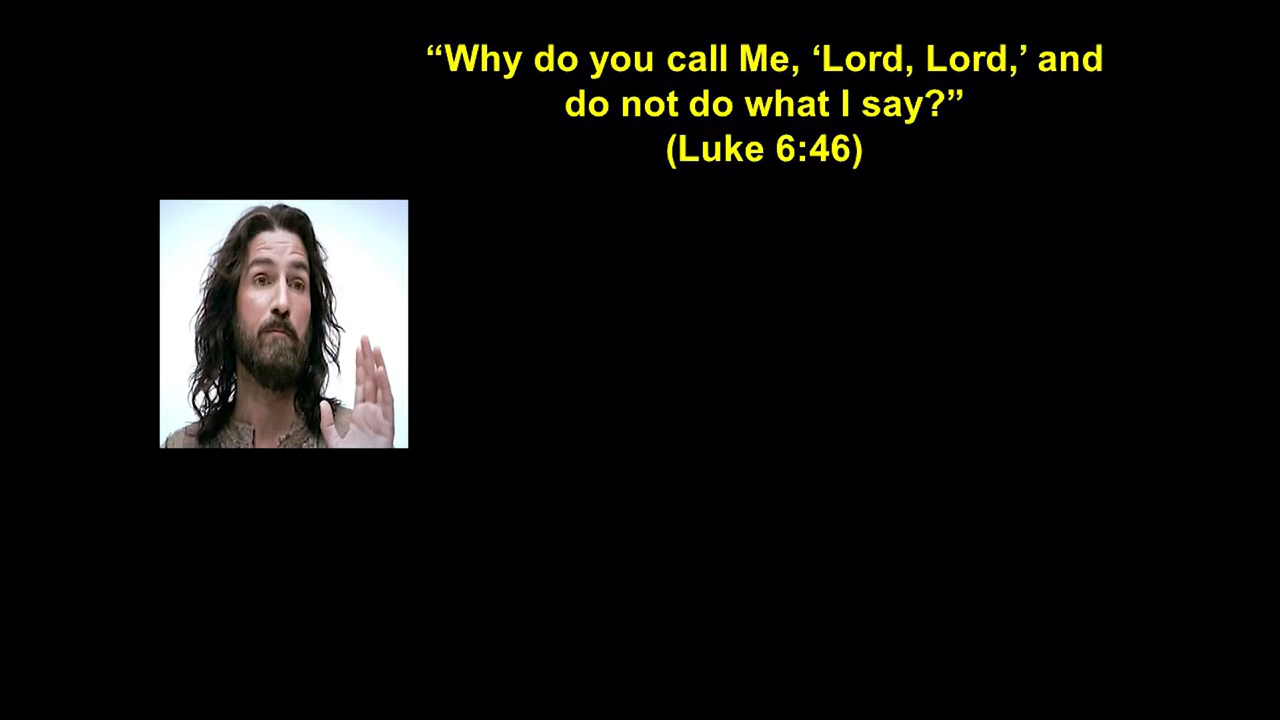 “Why do you call Me, ‘Lord, Lord,’ and
do not do what I say?”
(Luke 6:46)